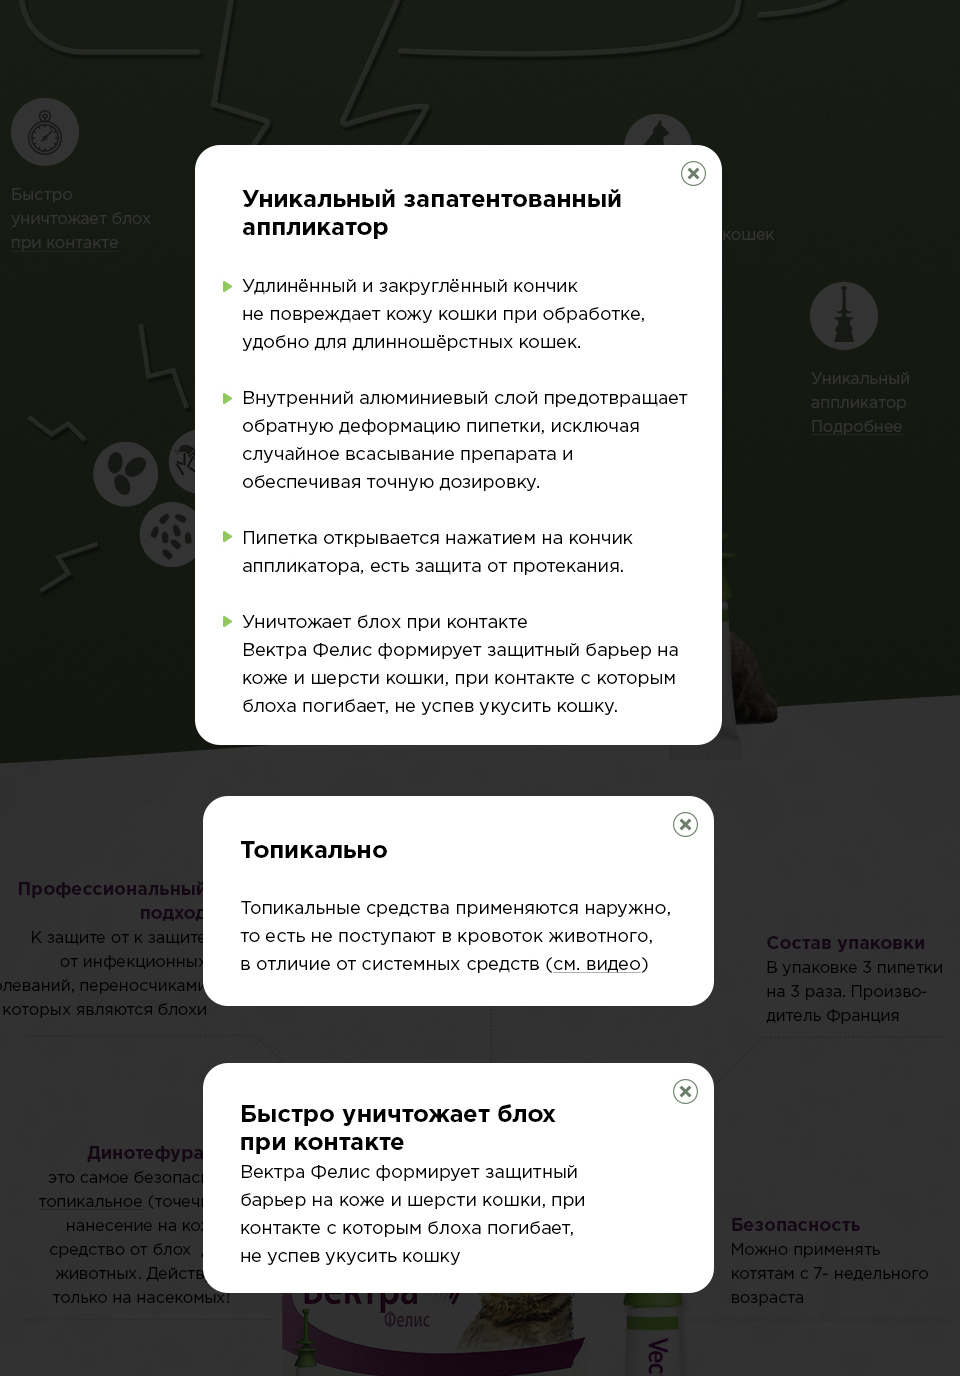 Быстро
уничтожает блох
при контакте
кошек
Уникальный
аппликатор
Подробнее
Уникальный запатентованный
аппликатор
Удлинённый и закруглённый кончик
не повреждает кожу кошки при обработке,
удобно для длинношёрстных кошек.
Внутренний алюминиевый слой предотвращает
обратную деформацию пипетки, исключая
случайное всасывание препарата и
обеспечивая точную дозировку.
Пипетка открывается нажатием на кончик
аппликатора, есть защита от протекания.
Уничтожает блох при контакте
Вектра Фелис формирует защитный барьер на
коже и шерсти кошки, при контакте с которым
блоха погибает, не успев укусить кошку.
Топикально
Топикальные средства применяются наружно,
то есть не поступают в кровоток животного,
в отличие от системных средств (см. видео)
Профессиональный
подход
К защите от к защите
от инфекционных
олеваний, переносчиками
которых являются блохи
Состав упаковки
В упаковке 3 пипетки
на 3 раза. Произво-
дитель Франция
Быстро уничтожает блох
при контакте
Вектра Фелис формирует защитный
барьер на коже и шерсти кошки, при
контакте с которым блоха погибает,
не успев укусить кошку
Динотефура
это самое безопас
топикальное (точеч
нанесение на кож
средство от блох
животных. Действ
только на насекомых!
Безопасность
Можно применять
котятам с 7- недельного
возраста
Вектра
Фелис
Vec